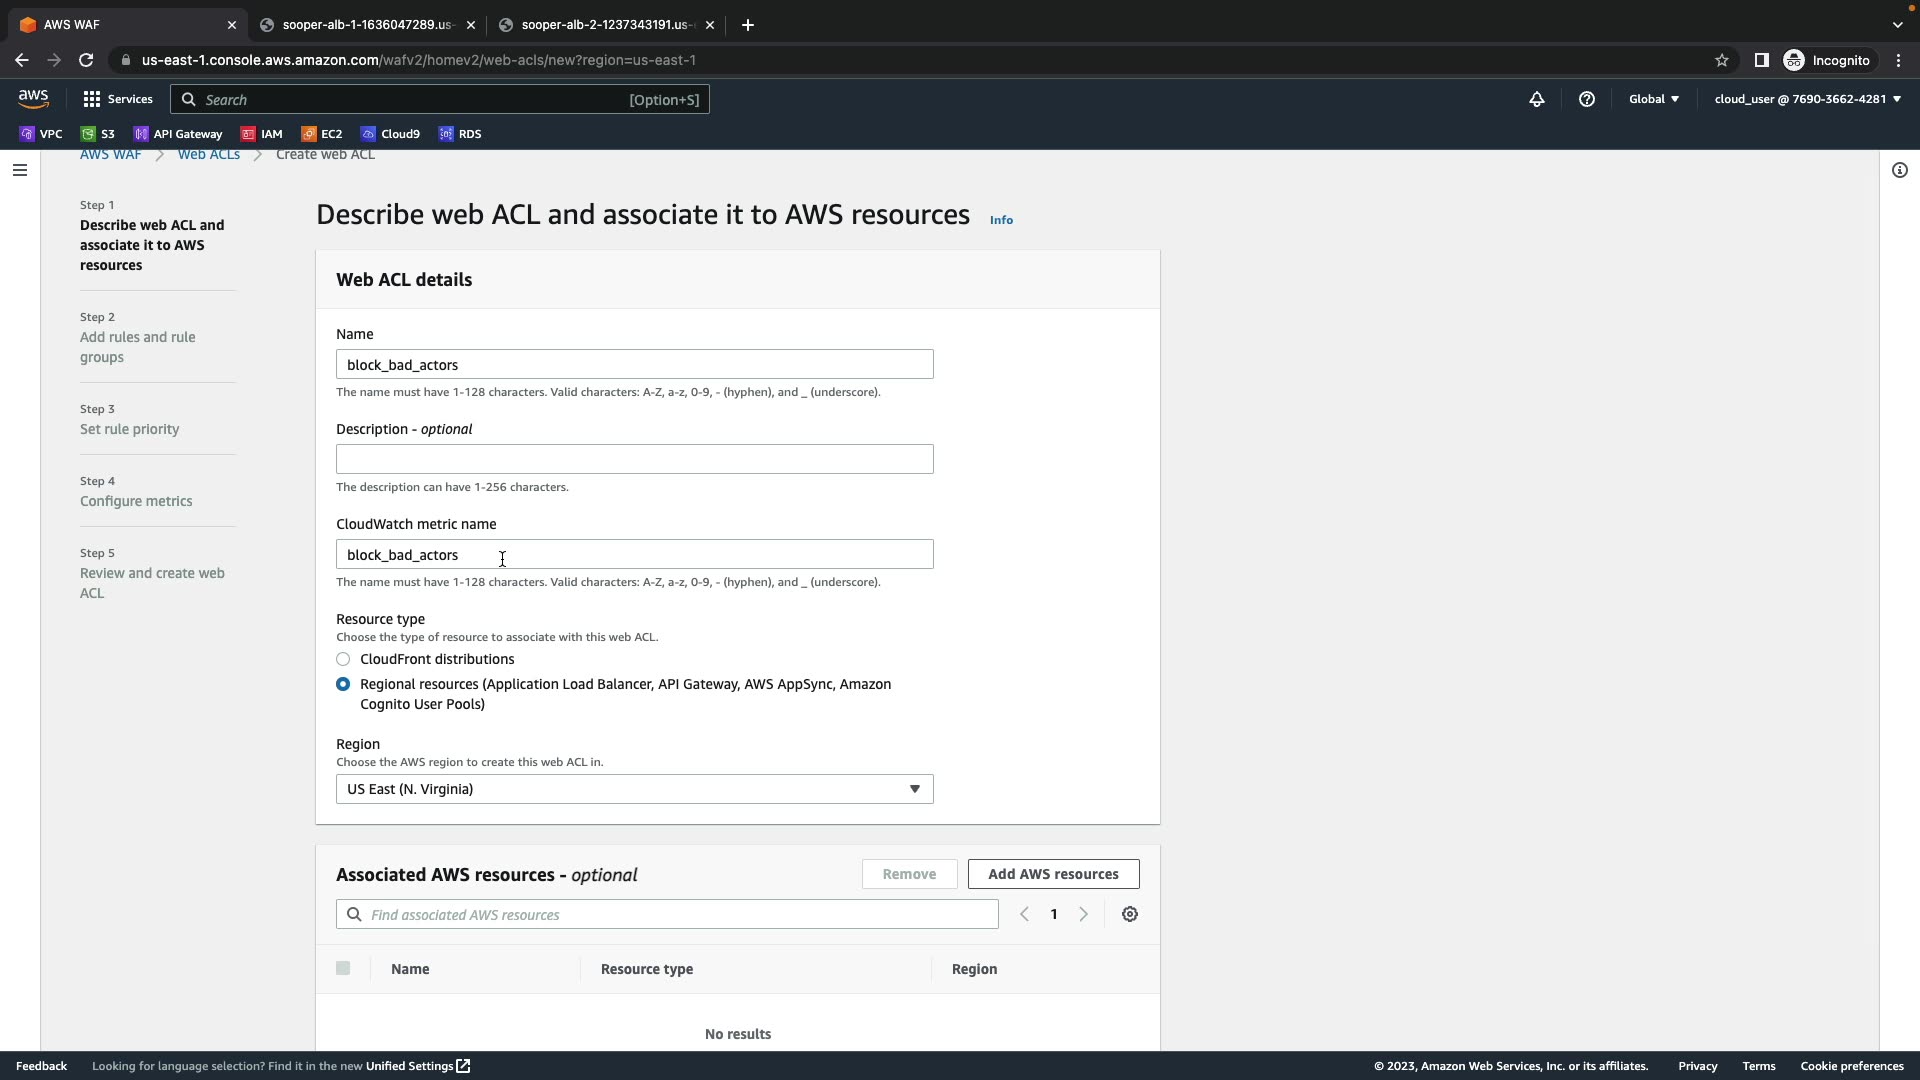 AWS WAF
sooper-alb-1-1636047289.us-
sooper-alb-2-1237343191.us-
us-east-1.console.aws.amazon.com/wafv2/homev2/web-acls/new?region=us-east-1
Incognito
aws
Services
Search
[Option+S]
Global
cloud_user @ 7690-3662-4281
VPC
S3
API Gateway
IAM
EC2
Cloud9
RDS
AWS WAF
Web ACLs
Create web ACL
Step 1
Describe web ACL and
associate it to AWS
resources
Step 2
Add rules and rule
groups
Step 3
Set rule priority
Step 4
Configure metrics
Step 5
Review and create web
ACL
Describe web ACL and associate it to AWS resources Info
Web ACL details
Name
block_bad_actors
The name must have 1-128 characters. Valid characters: A-Z, a-z, 0-9, - (hyphen), and _ (underscore).
Description - optional
The description can have 1-256 characters.
CloudWatch metric name
block_bad_actors
The name must have 1-128 characters. Valid characters: A-Z, a-z, 0-9, - (hyphen), and _ (underscore).
Resource type
Choose the type of resource to associate with this web ACL.
CloudFront distributions
Regional resources (Application Load Balancer, API Gateway, AWS AppSync, Amazon
Cognito User Pools)
Region
Choose the AWS region to create this web ACL in.
US East (N. Virginia)
Associated AWS resources - optional
Remove
Add AWS resources
Find associated AWS resources
1
Name
Resource type
Region
No results
Feedback
Looking for language selection? Find it in the new Unified Settings
© 2023, Amazon Web Services, Inc. or its affiliates.
Privacy
Terms
Cookie preferences